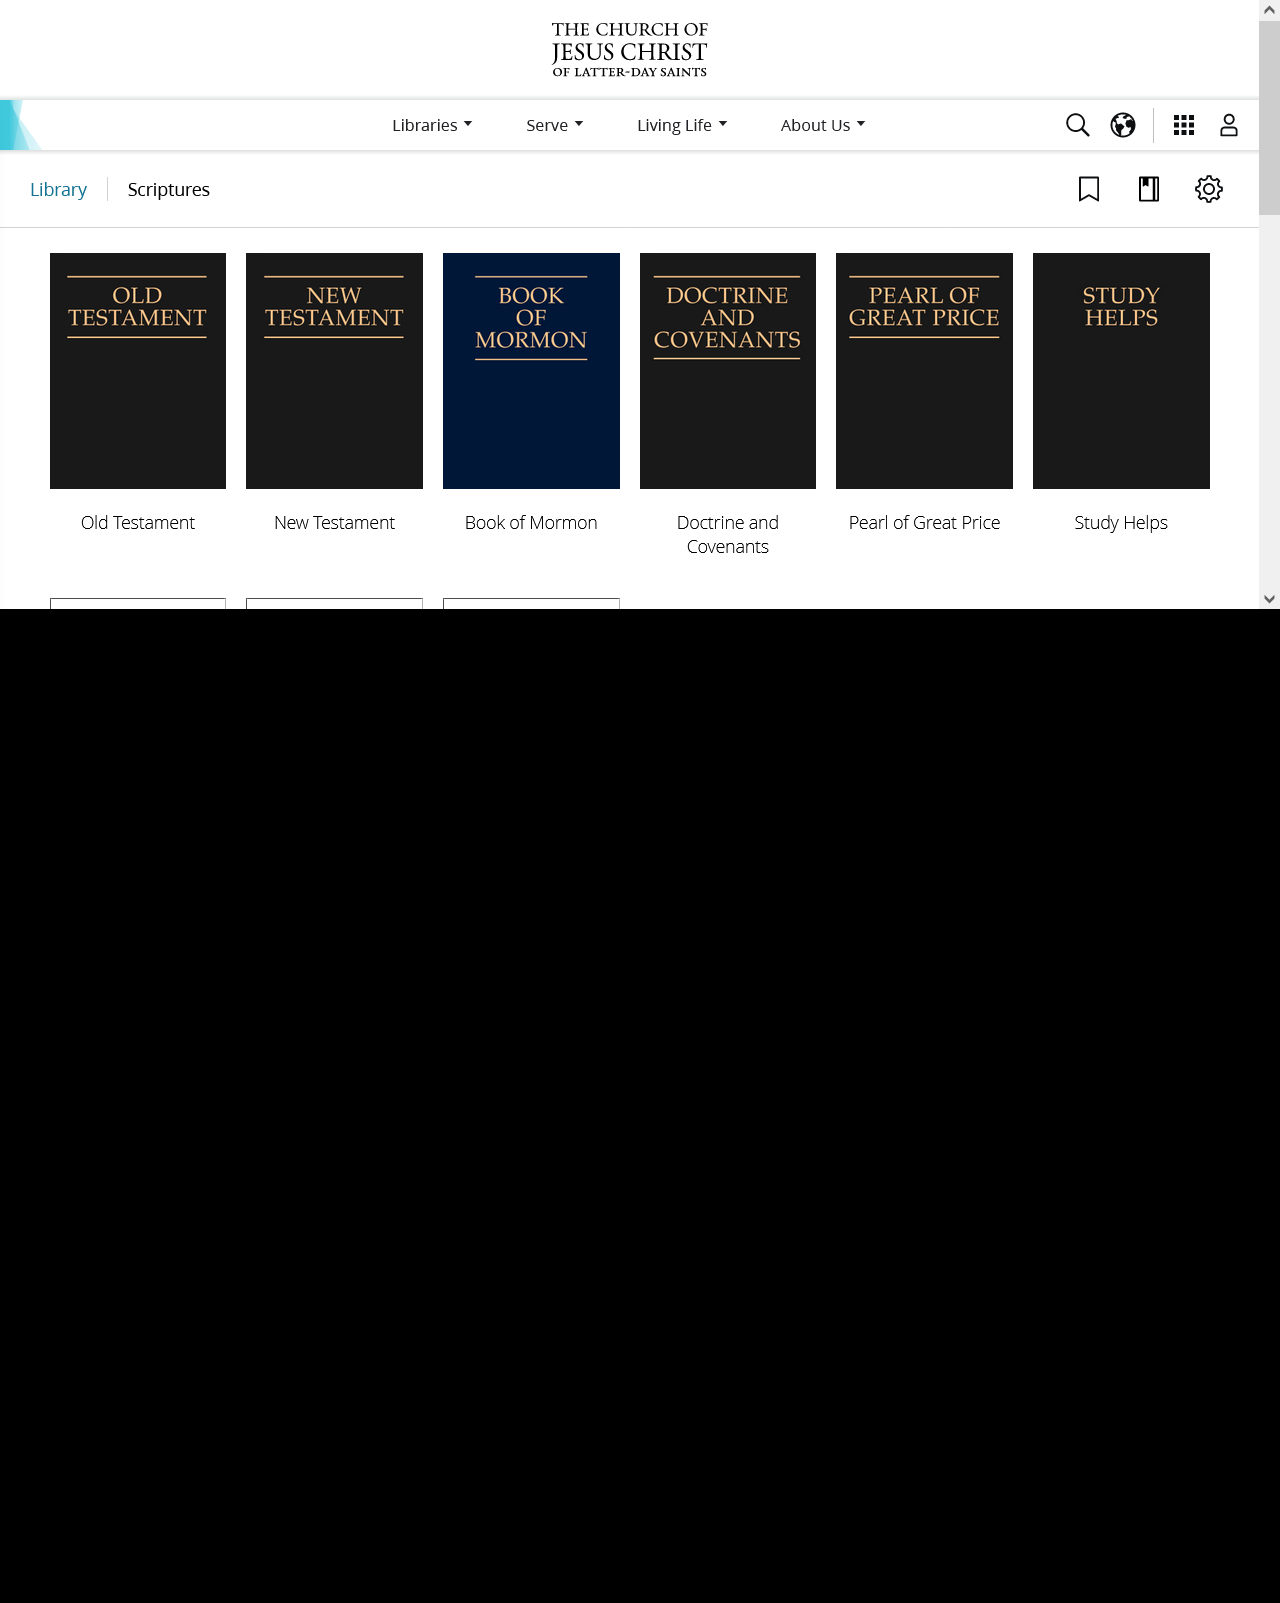 THE CHURCH OF
JESUS CHRIST
OF LATTER-DAY SAINTS
Libraries Serve Living Life About Us
Library Scriptures
OLD
TESTAMENT
NEW
TESTAMENT
BOOK
OF
MORMON
DOCTRINE
AND
COVENANTS
PEARL OF
GREAT PRICE
STUDY
HELPS
Old Testament
New Testament
Book of Mormon
Doctrine and
Covenants
Pearl of Great Price
Study Helps